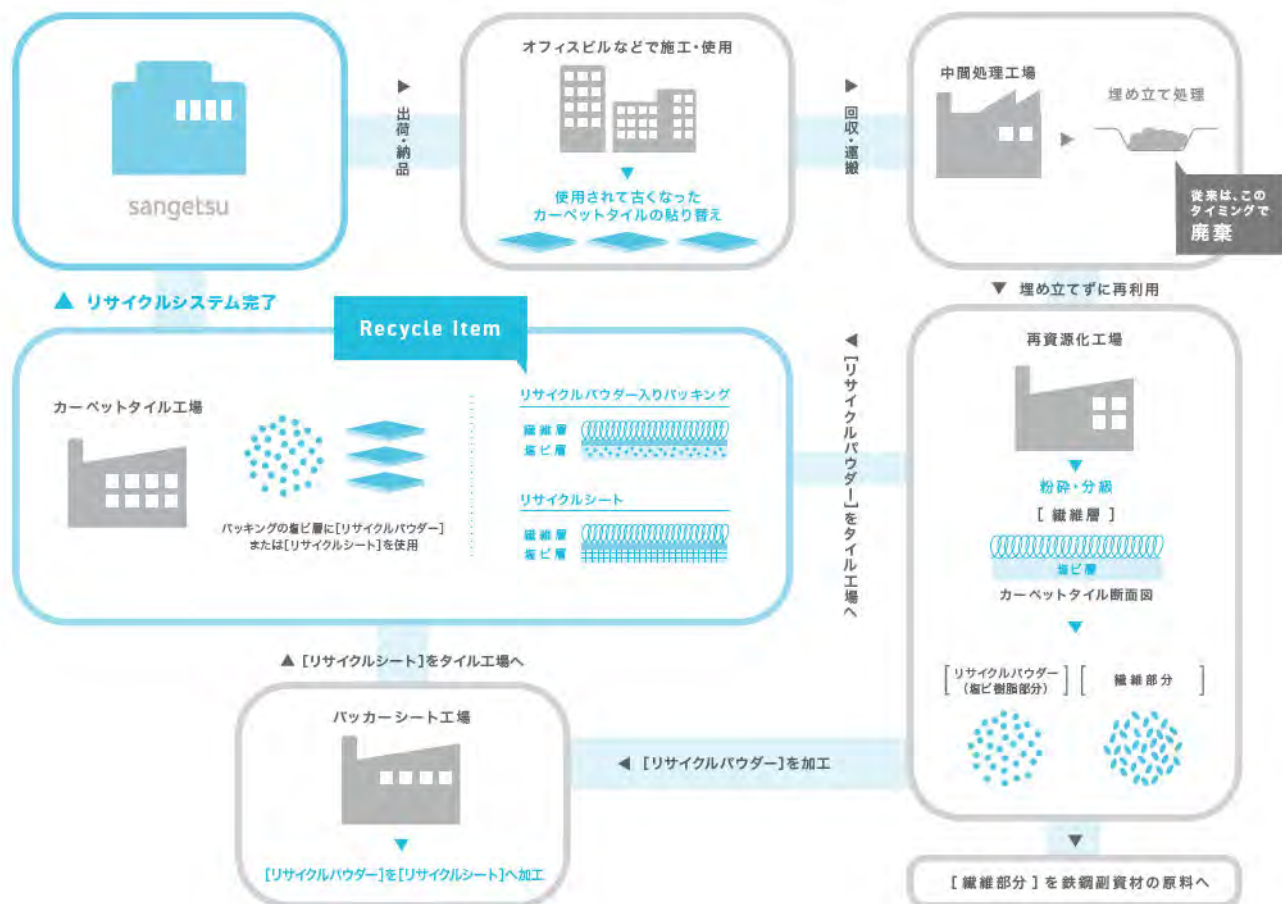 sangetsu
▶ 出荷・納品
オフィスビルなどで施工・使用
▼
使用されて古くなった
カーペットタイルの貼り替え
▶ 回収・運搬
中間処理工場
▶
埋め立て処理
従来は、この
タイミングで
廃棄
▼ 埋め立てずに再利用
再資源化工場
▼
粉砕・分級
[ 繊維層 ]
塩ビ層
カーペットタイル断面図
▼
[リサイクルパウダー
(塩ビ樹脂部分)]
[ 繊維部分 ]
▼
[ 繊維部分 ] を鉄鋼副資材の原料へ
◀ [リサイクルパウダー]を加工
バッカーシート工場
▼
[リサイクルパウダー]を[リサイクルシート]へ加工
▲ [リサイクルシート]をタイル工場へ
◀ [リサイクルパウダー]をタイル工場へ
Recycle Item
カーペットタイル工場
バッキングの塩ビ層に[リサイクルパウダー]
または[リサイクルシート]を使用
リサイクルパウダー入りバッキング
繊維層
塩ビ層
リサイクルシート
繊維層
塩ビ層
▲ リサイクルシステム完了